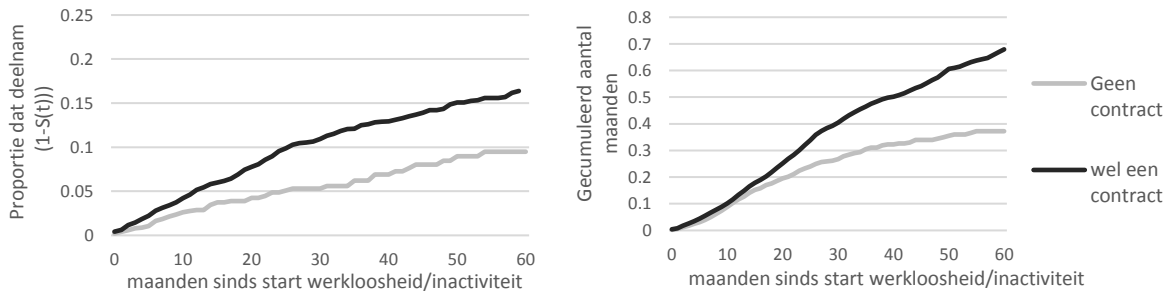 Proportie dat deelnam
(1-S(t)))
0.25
0.2
0.15
0.1
0.05
0
0 10 20 30 40 50 60
maanden sinds start werkloosheid/inactiviteit
Gecumuleerd aantal
maanden
0.8
0.7
0.6
0.5
0.4
0.3
0.2
0.1
0
0 10 20 30 40 50 60
maanden sinds start werkloosheid/inactiviteit
Geen
contract
wel een
contract